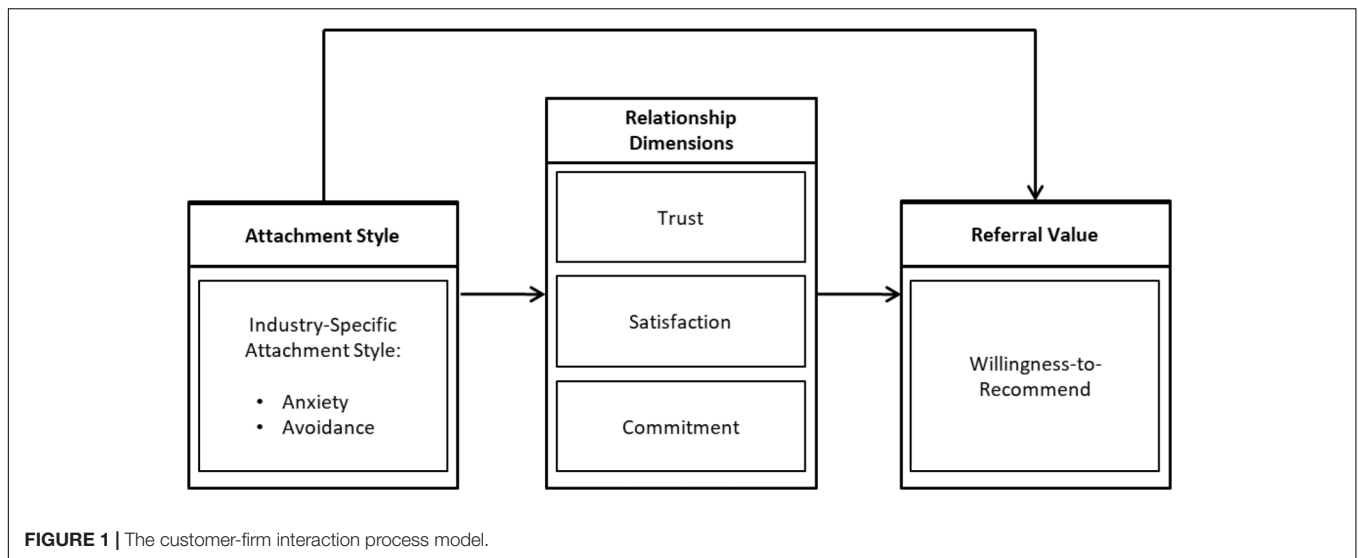 Attachment Style
Industry-Specific
Attachment Style:
• Anxiety
• Avoidance
Relationship
Dimensions
Trust
Satisfaction
Commitment
Referral Value
Willingness-to-
Recommend
FIGURE 1 | The customer-firm interaction process model.